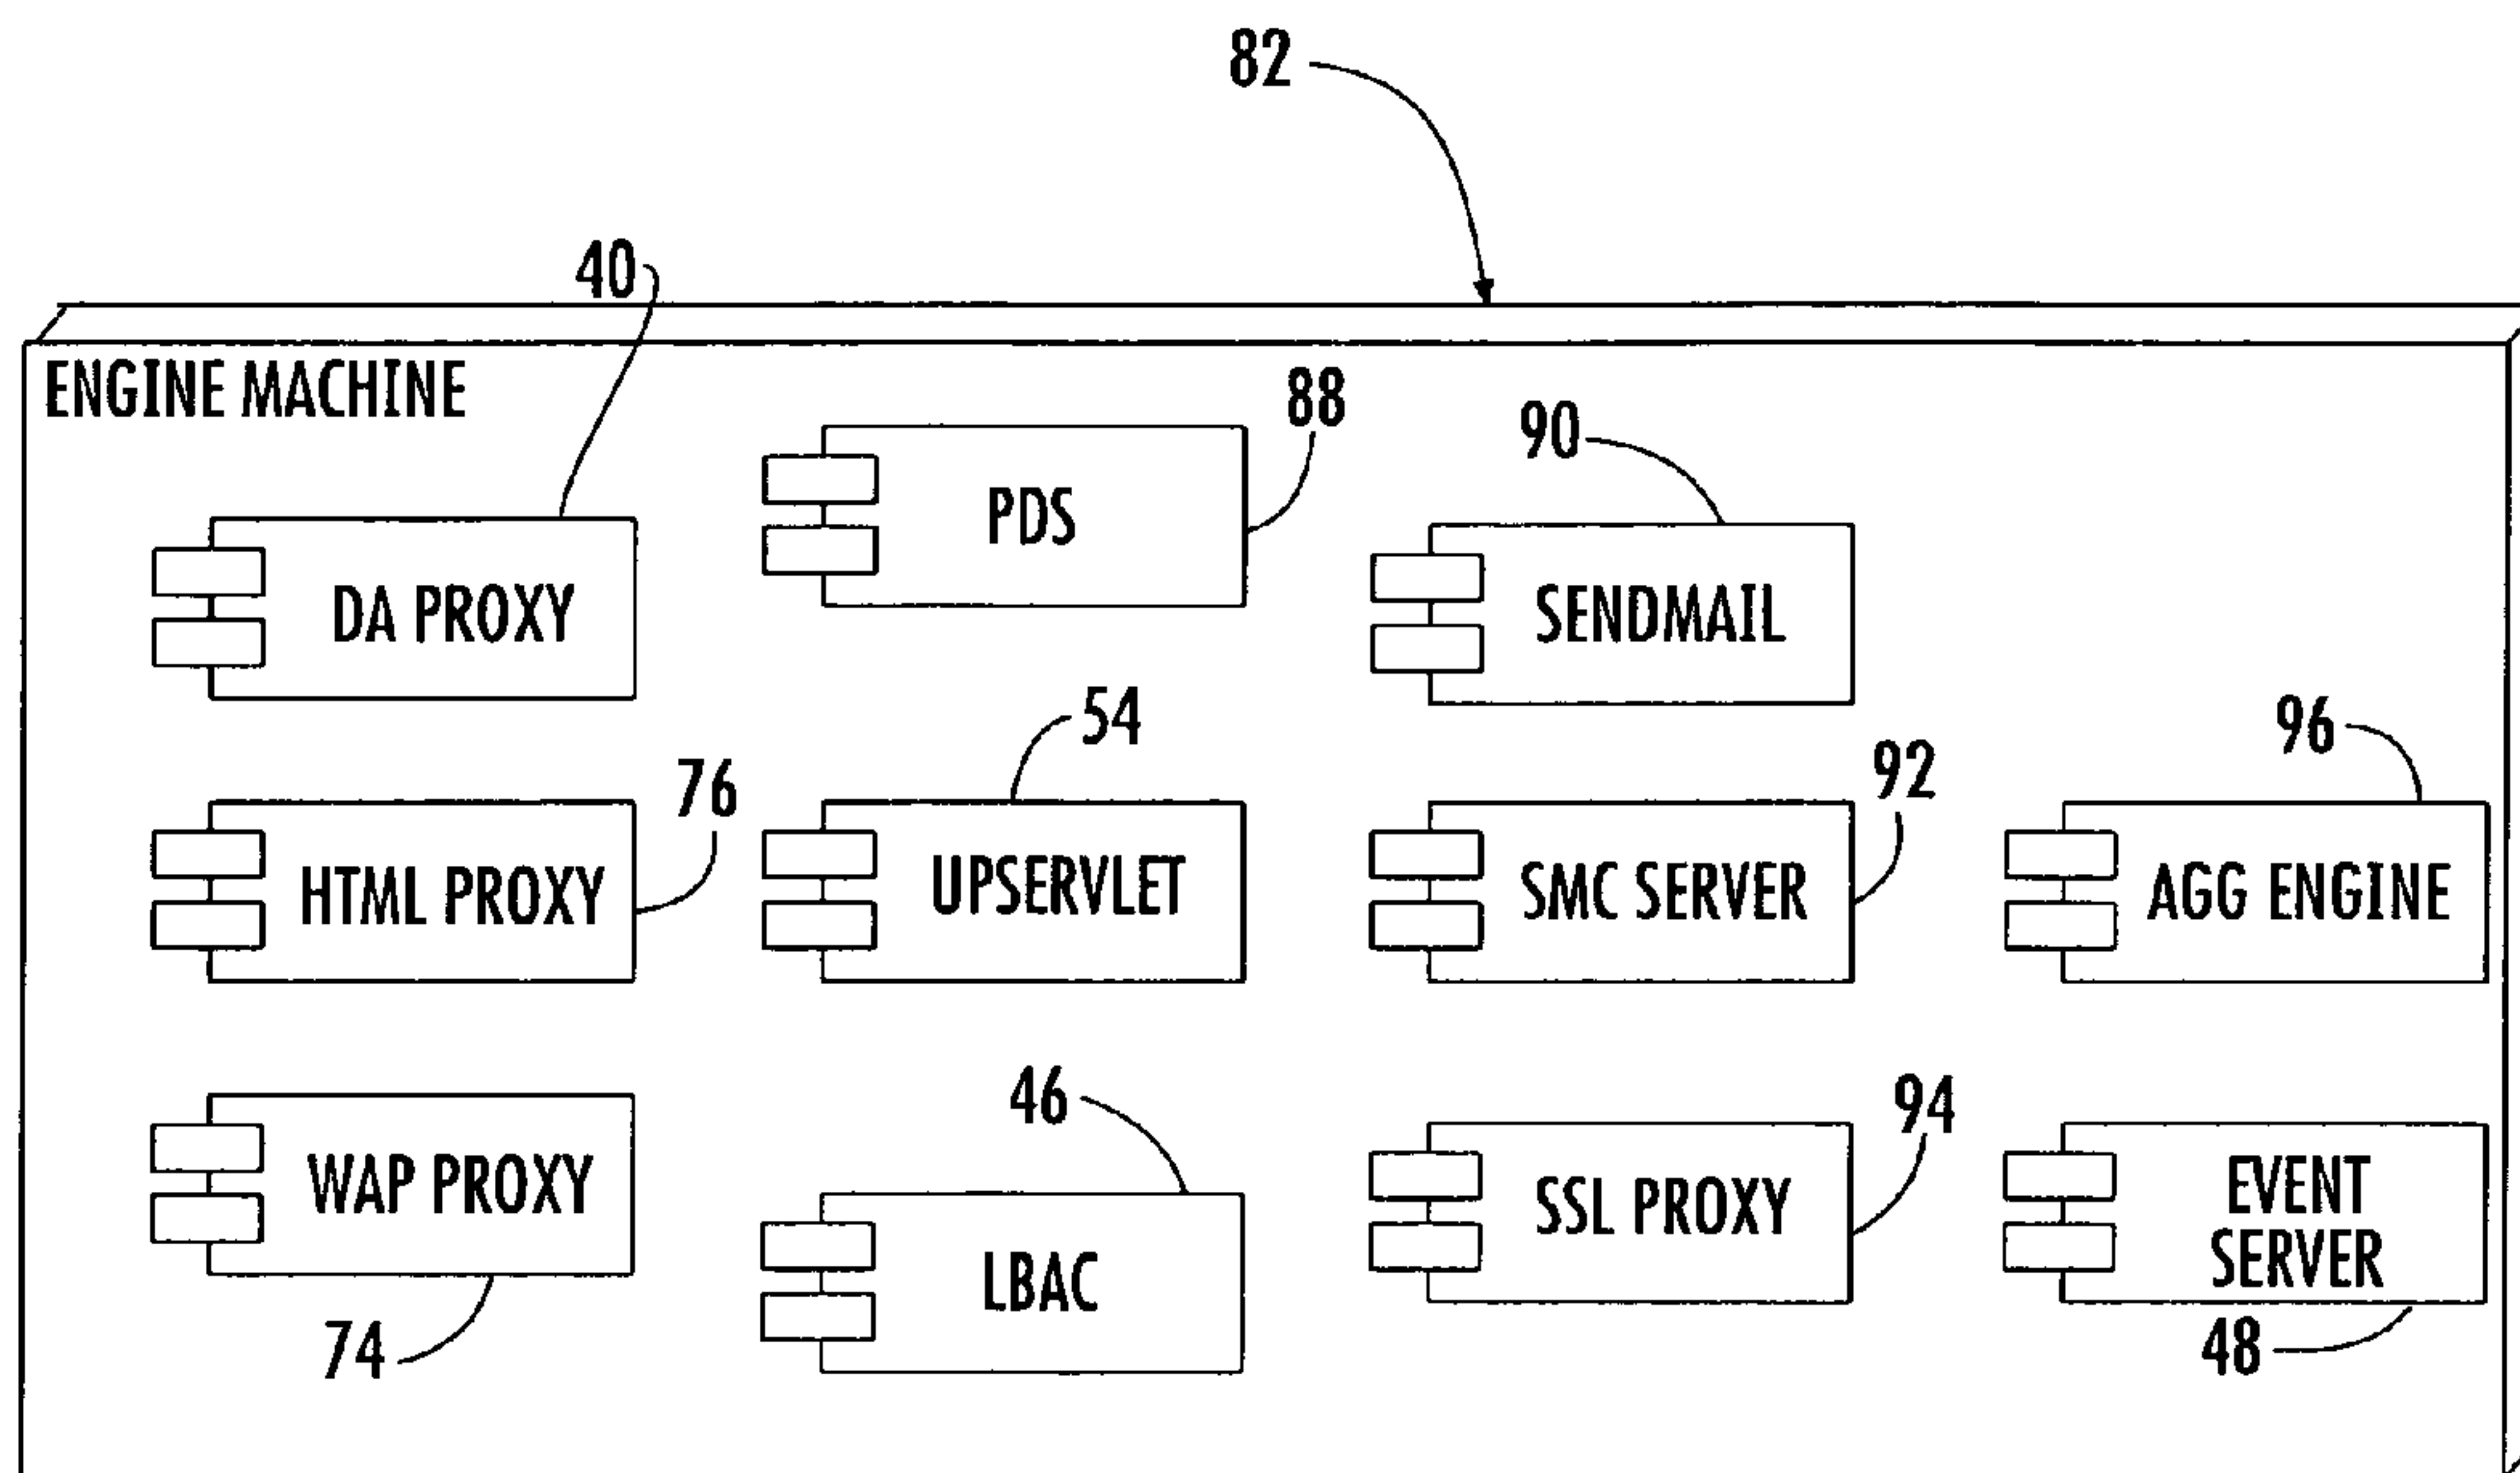 82
40
ENGINE MACHINE
88
90
PDS
DA PROXY
SENDMAIL
54
96
76
92
HTML PROXY
UPSERVLET
SMC SERVER
AGG ENGINE
46
94
WAP PROXY
SSL PROXY
EVENT
SERVER
LBAC
74
48